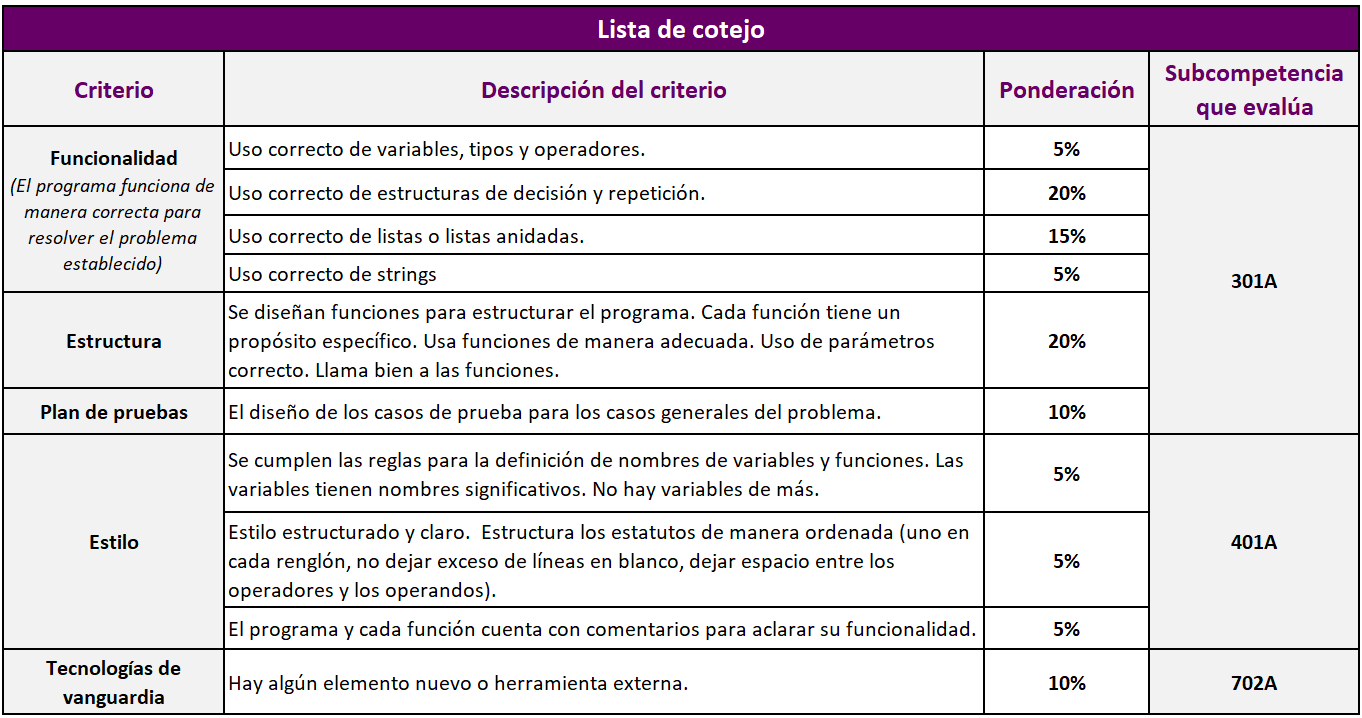 Lista de cotejo
Criterio
Descripción del criterio
Ponderación
Subcompetencia
que evalúa
Funcionalidad
(El programa funciona de
manera correcta para
resolver el problema
establecido)
Uso correcto de variables, tipos y operadores.
5%
Uso correcto de estructuras de decisión y repetición.
20%
Uso correcto de listas o listas anidadas.
15%
Uso correcto de strings
5%
301A
Estructura
Se diseñan funciones para estructurar el programa. Cada función tiene un
propósito específico. Usa funciones de manera adecuada. Uso de parámetros
correcto. Llama bien a las funciones.
20%
Plan de pruebas
El diseño de los casos de prueba para los casos generales del problema.
10%
Estilo
Se cumplen las reglas para la definición de nombres de variables y funciones. Las
variables tienen nombres significativos. No hay variables de más.
5%
Estilo estructurado y claro.  Estructura los estatutos de manera ordenada (uno en
cada renglón, no dejar exceso de líneas en blanco, dejar espacio entre los
operadores y los operandos).
5%
El programa y cada función cuenta con comentarios para aclarar su funcionalidad.
5%
401A
Tecnologías de
vanguardia
Hay algún elemento nuevo o herramienta externa.
10%
702A